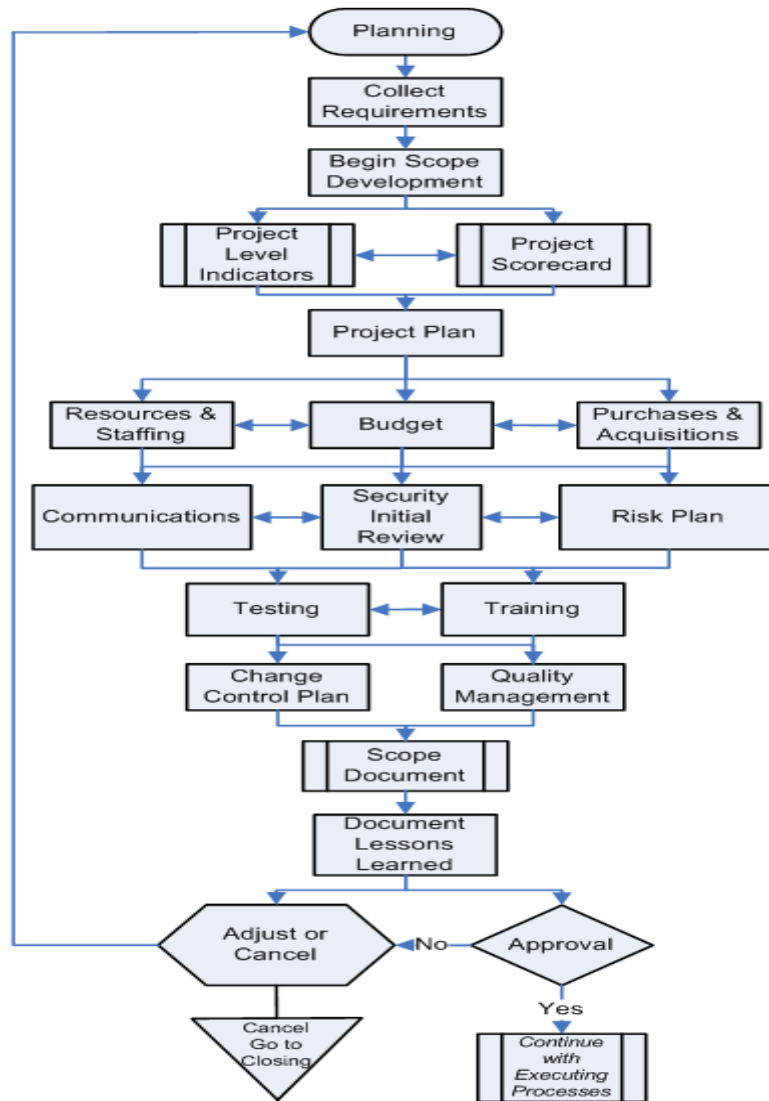 Planning
Collect
Requirements
Begin Scope
Development
Project
Level
Indicators
Project
Scorecard
Project Plan
Resources &
Staffing
Budget
Purchases &
Acquisitions
Communications
Security
Initial
Review
Risk Plan
Testing
Training
Change
Control Plan
Quality
Management
Scope
Document
Document
Lessons
Learned
Adjust or
Cancel
No
Approval
Yes
Cancel
Go to
Closing
Continue
with
Executing
Processes